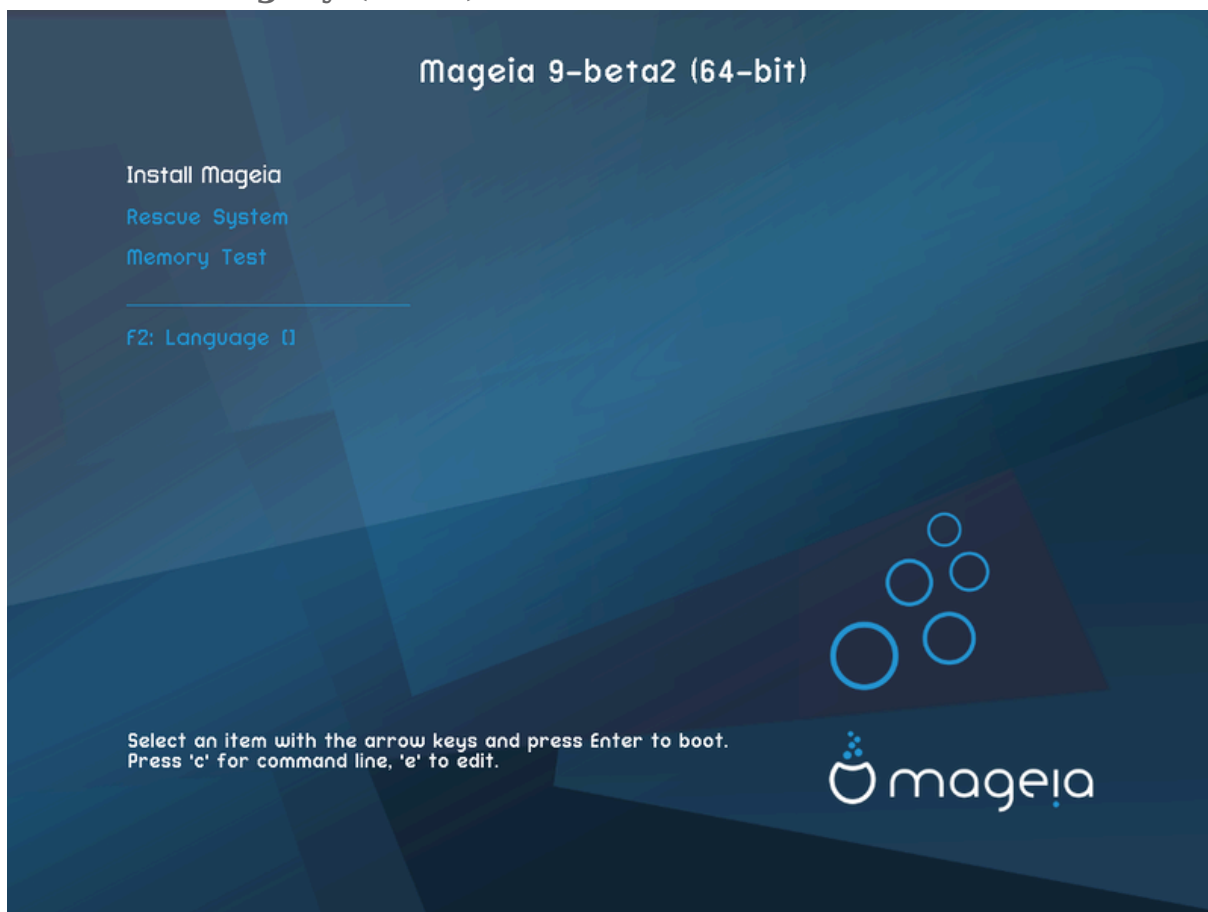 Mageia 9-beta2 (64-bit)
Install Mageia
Rescue System
Memory Test
F2: Language []
Select an item with the arrow keys and press Enter to boot.
Press 'c' for command line, 'e' to edit.
mageia